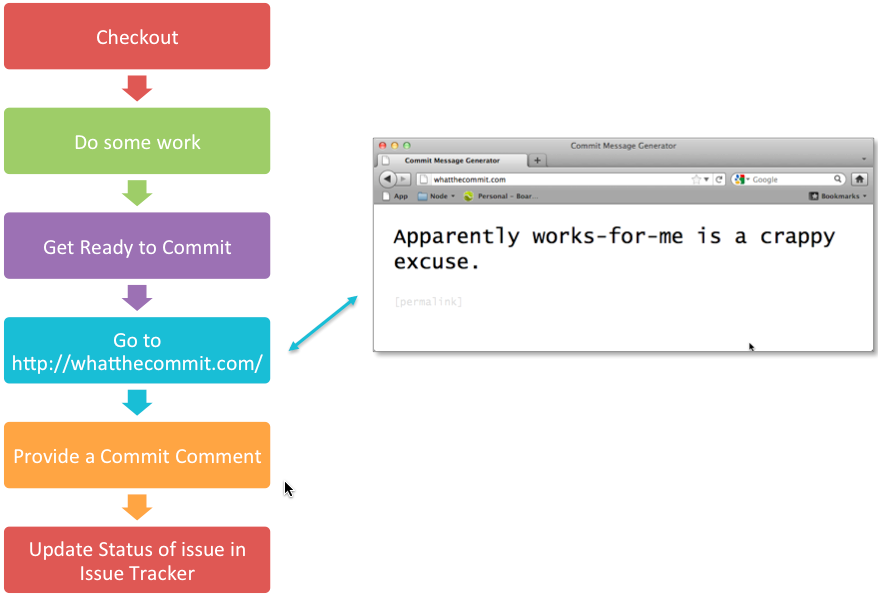 Checkout
Do some work
Get Ready to Commit
Go to
http://whatthecommit.com/
Provide a Commit Comment
Update Status of issue in
Issue Tracker
Commit Message Generator
Commit Message Generator
whatthecommit.com
Google
App
Node
Personal – Boar...
Bookmarks
Apparently works-for-me is a crappy
excuse.
[permalink]